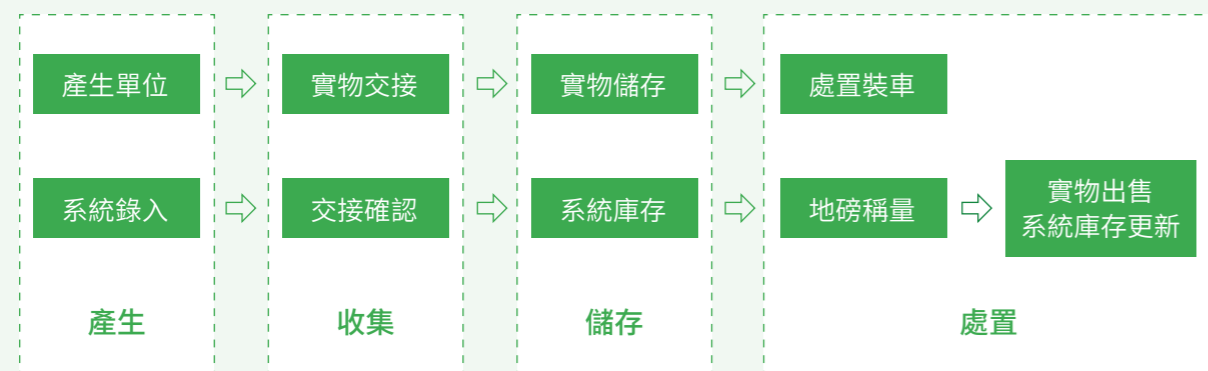 產生單位
實物交接
實物儲存
處置裝車
系統錄入
交接確認
系統庫存
地磅稱量
實物出售
系統庫存更新
產生
收集
儲存
處置